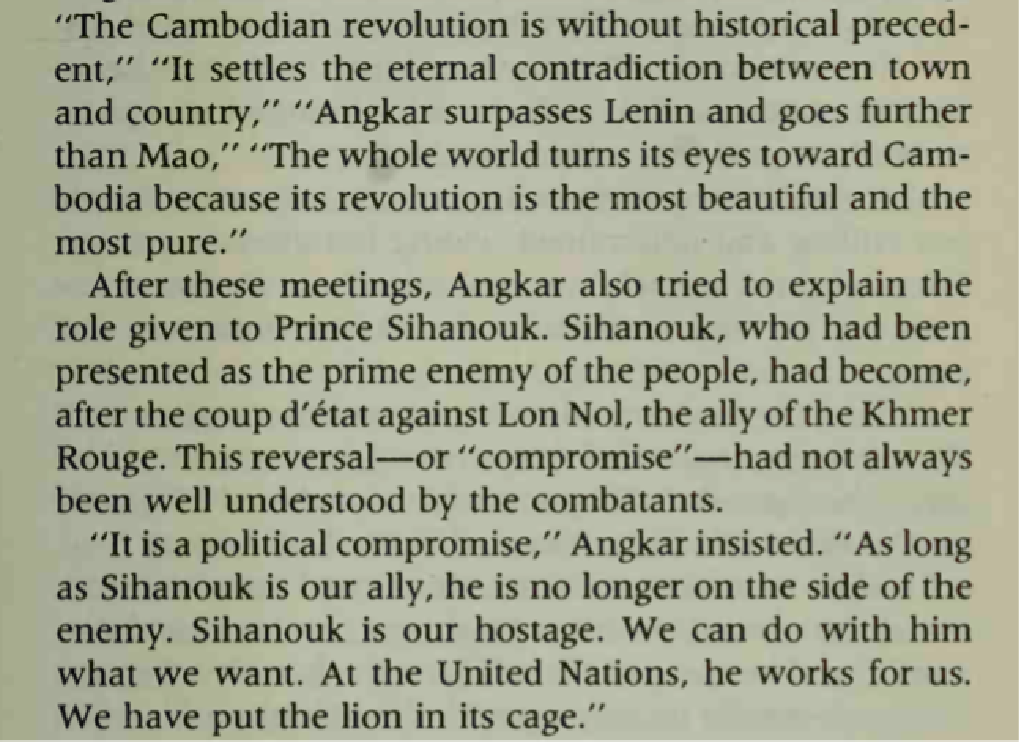 “The Cambodian revolution is without historical preced-
ent,” “It settles the eternal contradiction between town
and country,” “Angkar surpasses Lenin and goes further
than Mao,” “The whole world turns its eyes toward Cam-
bodia because its revolution is the most beautiful and the
most pure.”
After these meetings, Angkar also tried to explain the
role given to Prince Sihanouk. Sihanouk, who had been
presented as the prime enemy of the people, had become,
after the coup d’état against Lon Nol, the ally of the Khmer
Rouge. This reversal—or “compromise”—had not always
been well understood by the combatants.
“It is a political compromise,” Angkar insisted. “As long
as Sihanouk is our ally, he is no longer on the side of the
enemy. Sihanouk is our hostage. We can do with him
what we want. At the United Nations, he works for us.
We have put the lion in its cage.”